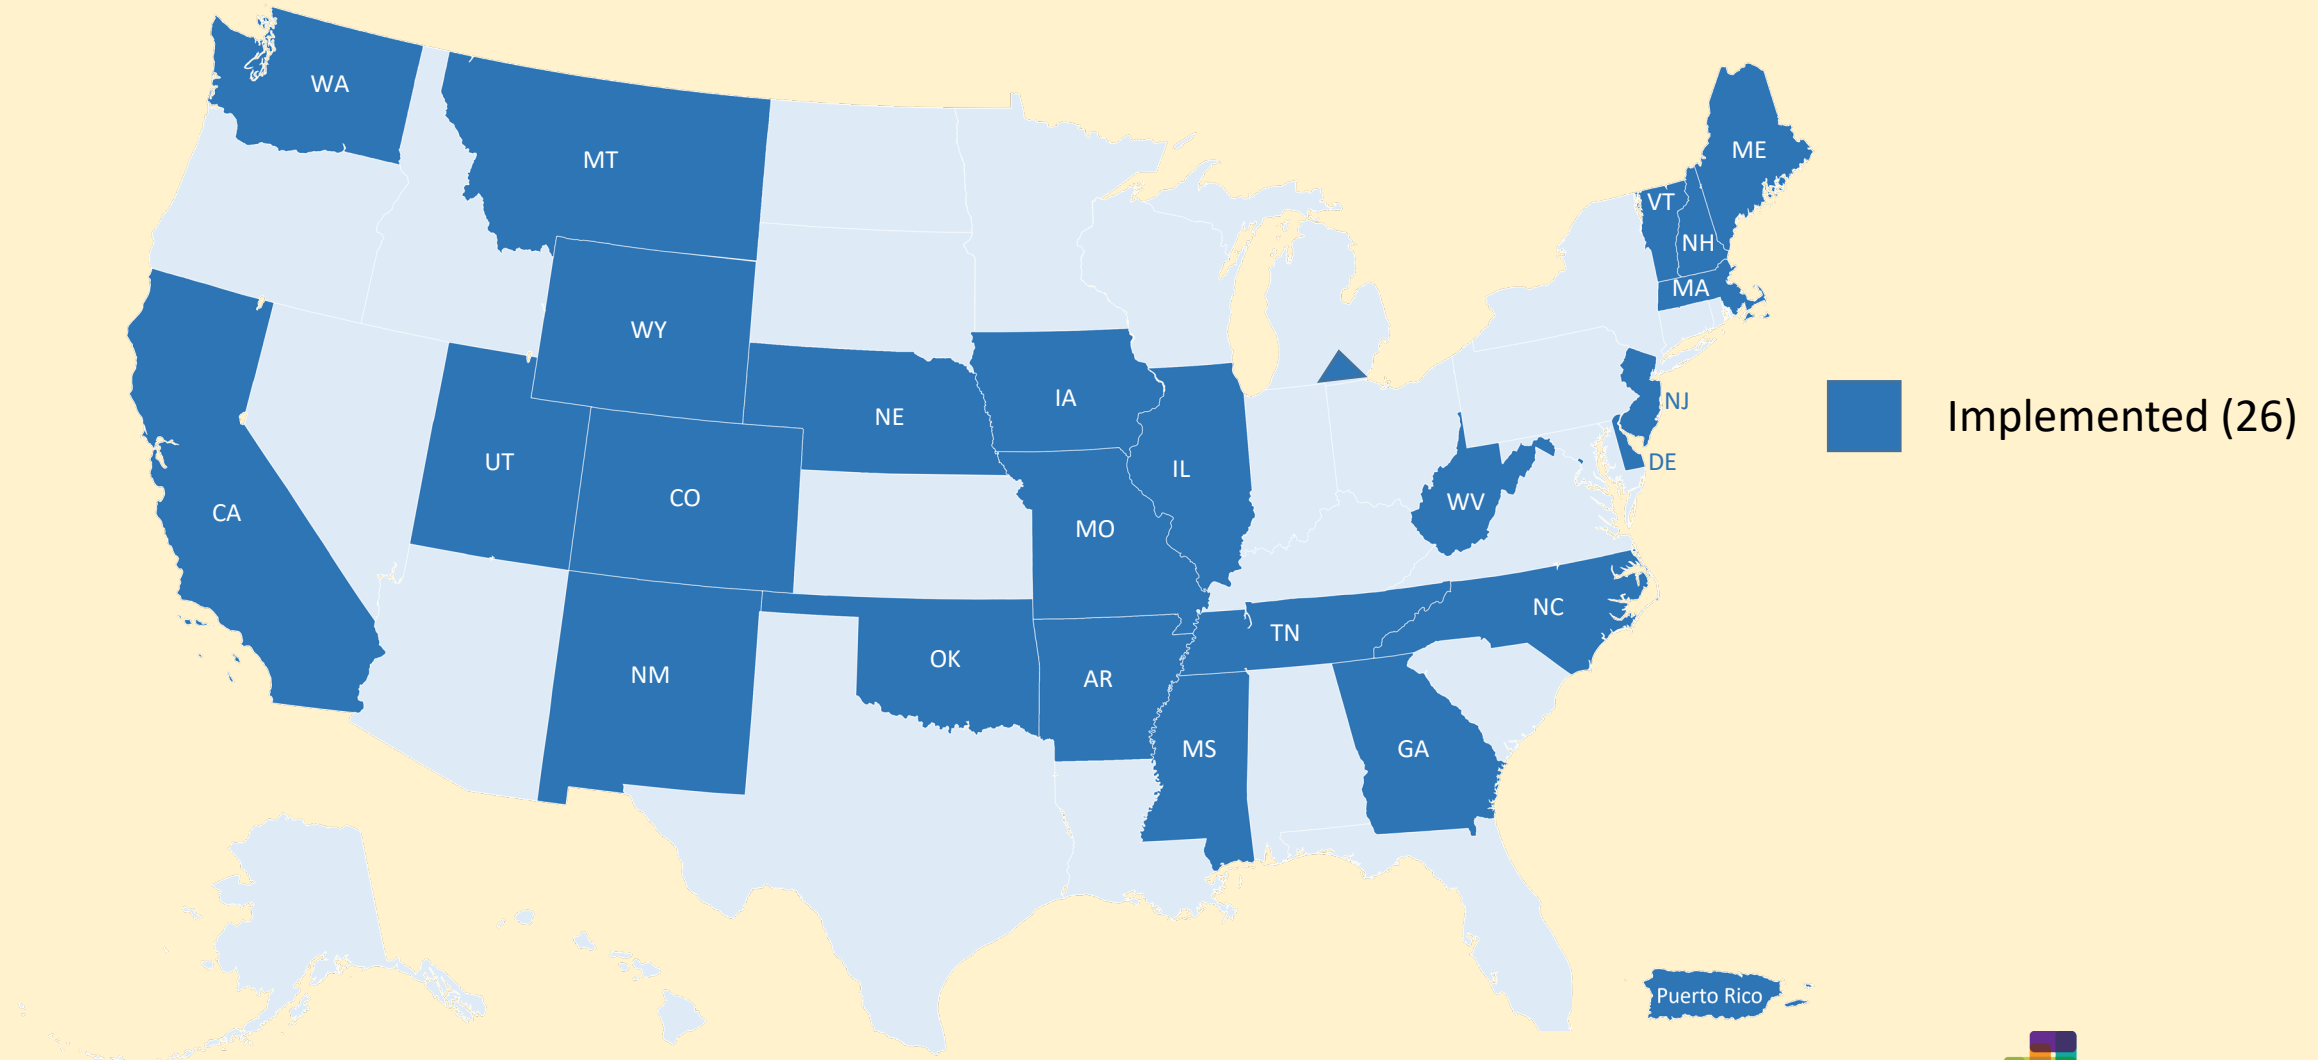 WA
MT
ME
VT
NH
MA
WY
IA
NE
NJ
UT
IL
DE
CO
WV
CA
MO
NC
TN
OK
NM
AR
MS
GA
Puerto Rico
Implemented (26)